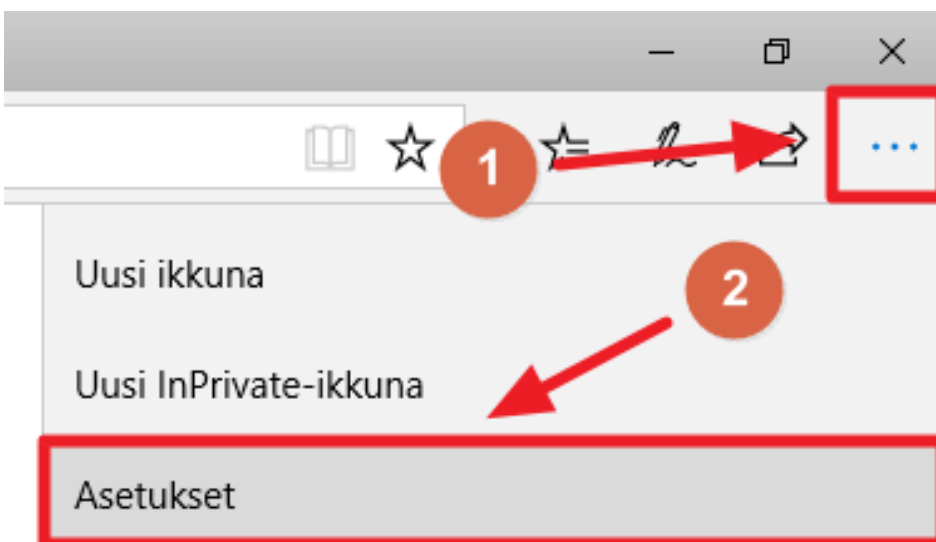 1
2
Uusi ikkuna
Uusi InPrivate-ikkuna
Asetukset